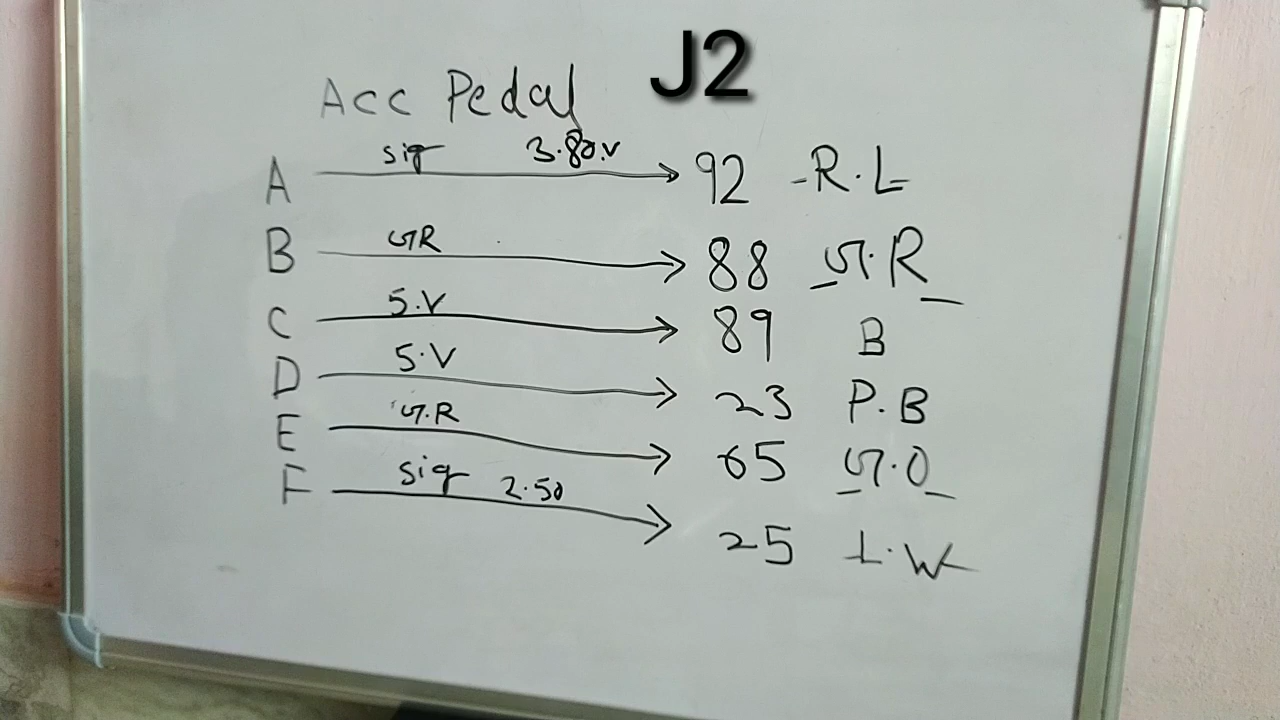 J2
Acc Pedal
A sig 3.80.V → 92 - R.L
B GR → 88 G.R
C 5.V → 89 B
D 5.V → 23 P.B
E G.R → 65 G.O
F sig 2.50 → 25 L.W